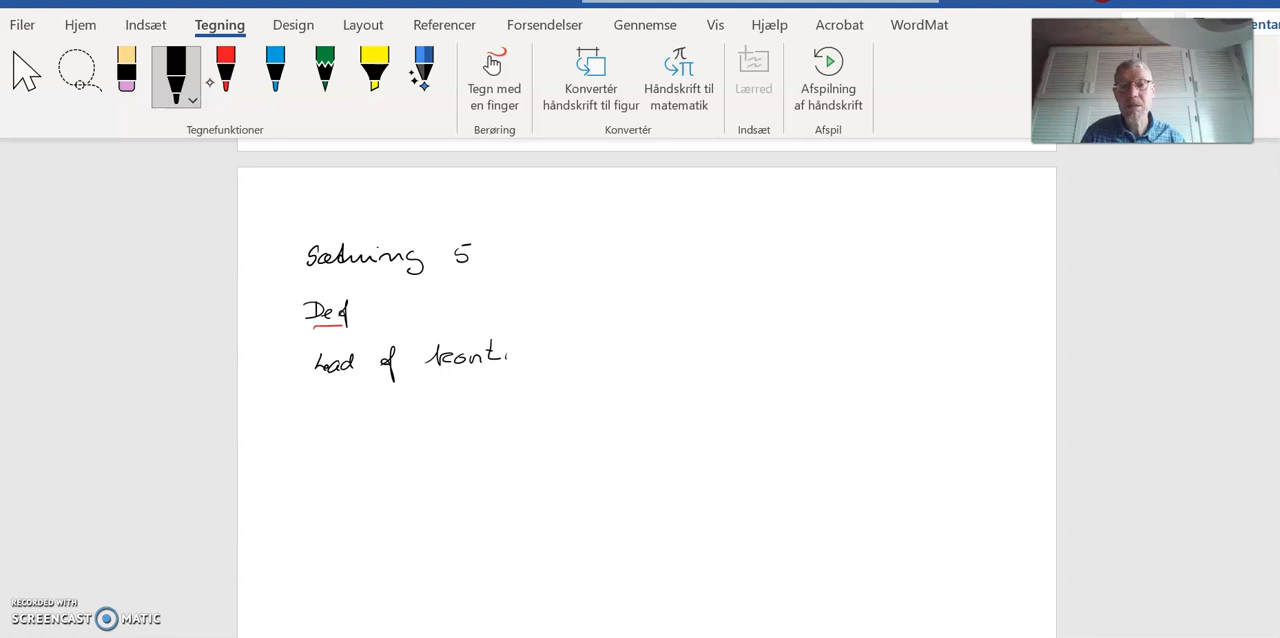 Filer Hjem Indsæt Tegning Design Layout Referencer Forsendelser Gennemse Vis Hjælp Acrobat WordMat
Tegn med en finger
Konvertér håndskrift til figur
Håndskrift til matematik
Lærred
Afspilning af håndskrift
Tegnefunktioner Berøring Konvertér Indsæt Afspil
Sætning 5
Def
Lad f kont.
RECORDED WITH
SCREENCAST MATIC